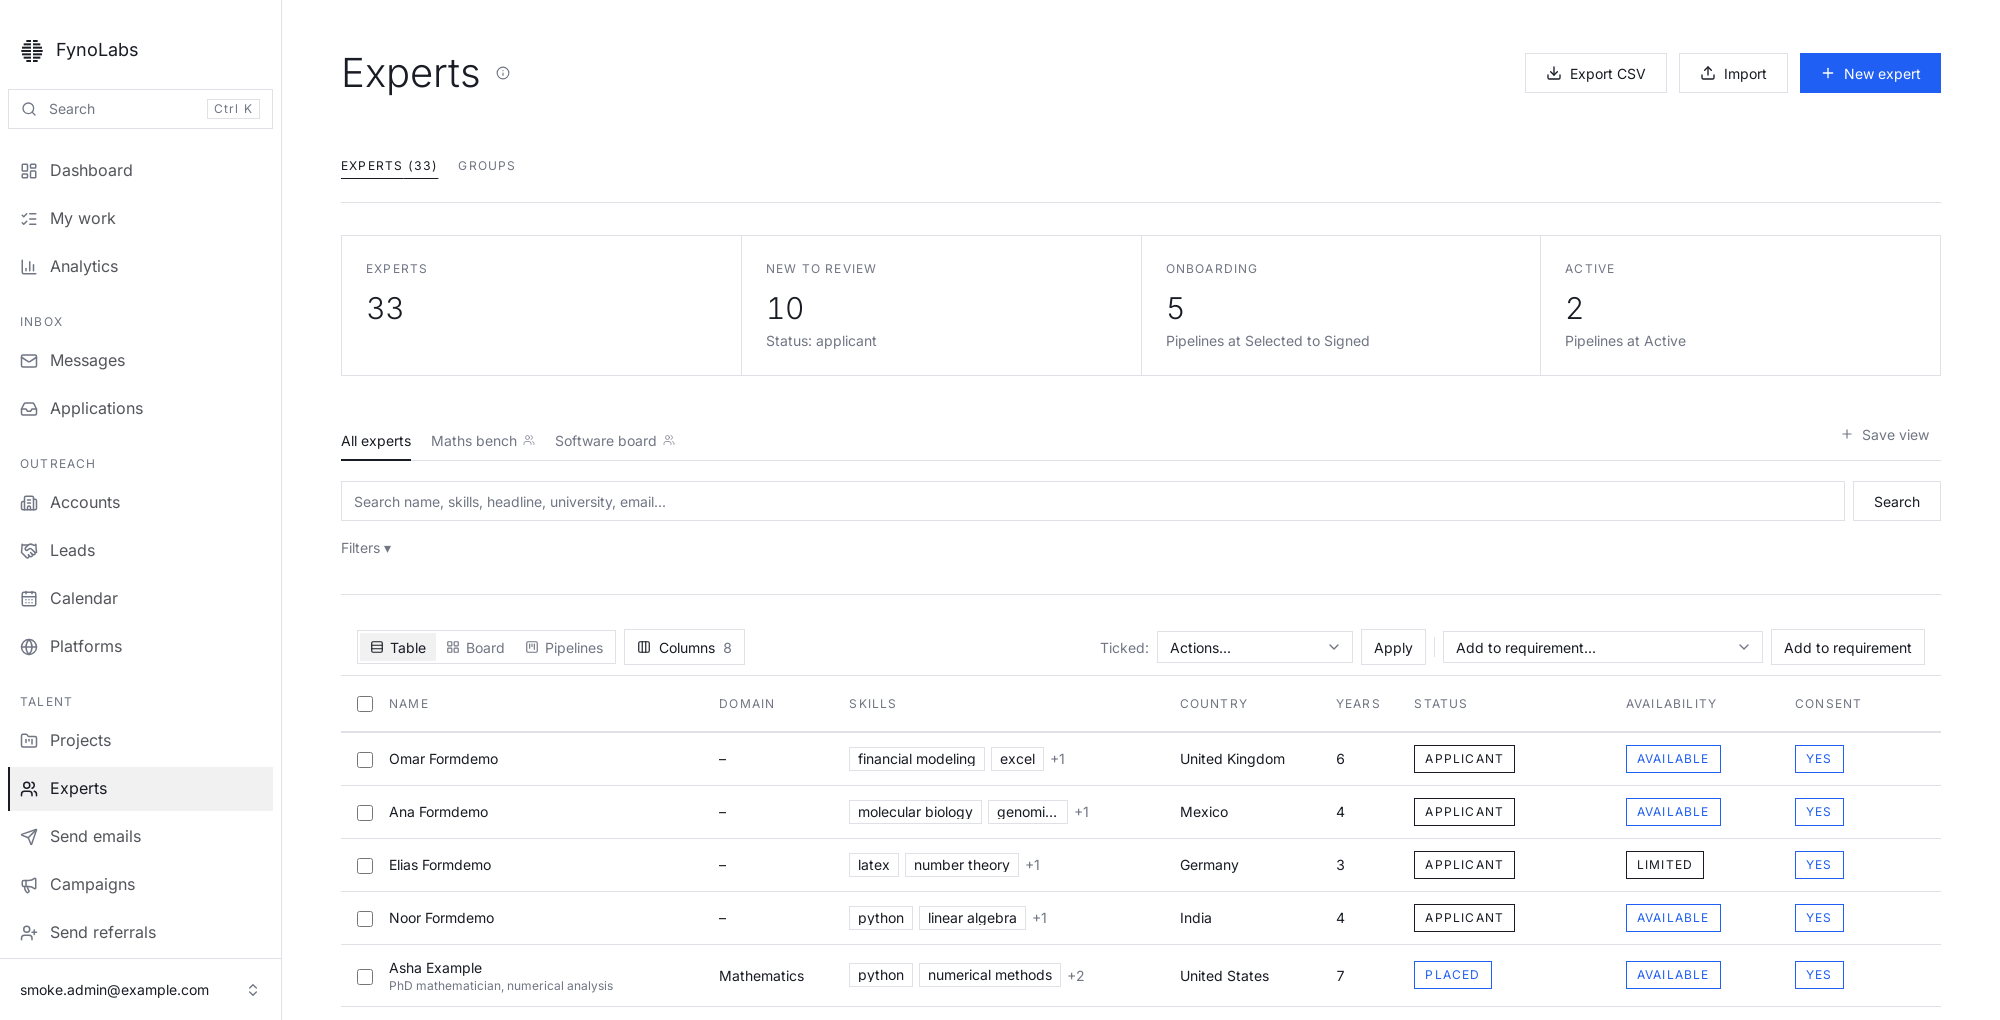 FynoLabs
Search Ctrl K
Dashboard
My work
Analytics
INBOX
Messages
Applications
OUTREACH
Accounts
Leads
Calendar
Platforms
TALENT
Projects
Experts
Send emails
Campaigns
Send referrals
smoke.admin@example.com
Experts
Export CSV
Import
New expert
EXPERTS (33) GROUPS
EXPERTS
33
NEW TO REVIEW
10
Status: applicant
ONBOARDING
5
Pipelines at Selected to Signed
ACTIVE
2
Pipelines at Active
All experts Maths bench Software board
Save view
Search name, skills, headline, university, email...
Search
Filters ▾
Table Board Pipelines Columns 8
Ticked: Actions... Apply Add to requirement... Add to requirement
NAME DOMAIN SKILLS COUNTRY YEARS STATUS AVAILABILITY CONSENT
Omar Formdemo – financial modeling excel +1 United Kingdom 6 APPLICANT AVAILABLE YES
Ana Formdemo – molecular biology genomi... +1 Mexico 4 APPLICANT AVAILABLE YES
Elias Formdemo – latex number theory +1 Germany 3 APPLICANT LIMITED YES
Noor Formdemo – python linear algebra +1 India 4 APPLICANT AVAILABLE YES
Asha Example Mathematics python numerical methods +2 United States 7 PLACED AVAILABLE YES
PhD mathematician, numerical analysis